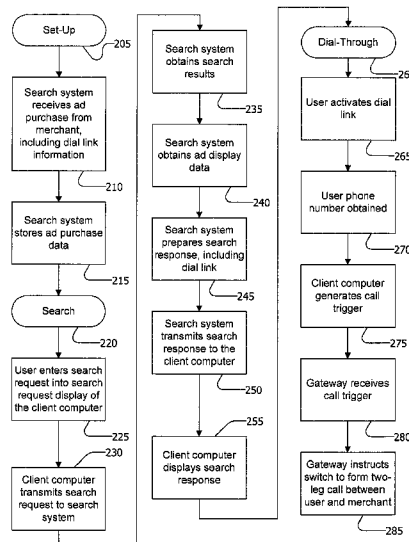 Set-Up
205
Search system
receives ad
purchase from
merchant,
including dial link
information
210
Search system
stores ad purchase
data
215
Search
220
User enters search
request into search
request display of
the client computer
225
230
Client computer
transmits search
request to search
system
Search system
obtains search
results
235
Search system
obtains ad display
data
240
Search system
prepares search
response, including
dial link
245
Search system
transmits search
response to the
client computer
250
255
Client computer
displays search
response
Dial-Through
26
User activates dial
link
265
User phone
number obtained
270
Client computer
generates call
trigger
275
Gateway receives
call trigger
280
Gateway instructs
switch to form two-
leg call between
user and merchant
285